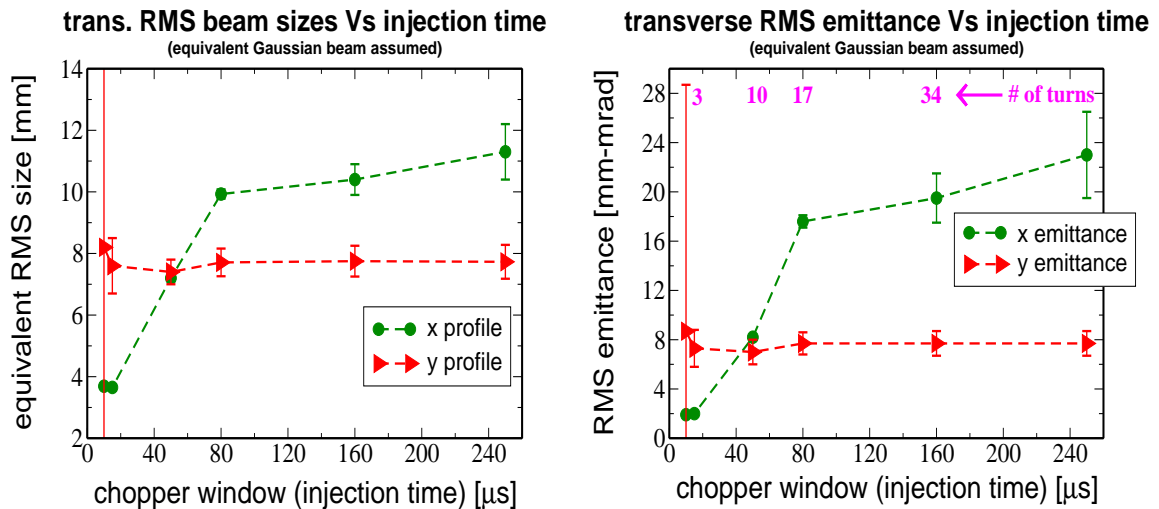 trans. RMS beam sizes Vs injection time
(equivalent Gaussian beam assumed)
equivalent RMS size [mm]
14
12
10
8
6
4
2
x profile
y profile
0 40 80 120 160 200 240
chopper window (injection time) [μs]
transverse RMS emittance Vs injection time
(equivalent Gaussian beam assumed)
RMS emittance [mm-mrad]
28
24
20
16
12
8
4
0
3 10 17 34 # of turns
x emittance
y emittance
0 40 80 120 160 200 240
chopper window (injection time) [μs]